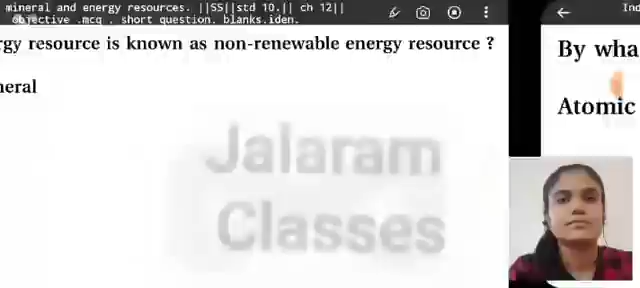 mineral and energy resources. ||SS||std 10.|| ch 12||
objective .mcq . short question. blanks.iden.
Ind
rgy resource is known as non-renewable energy resource ?
neral
By wha
Atomic
Jalaram
Classes